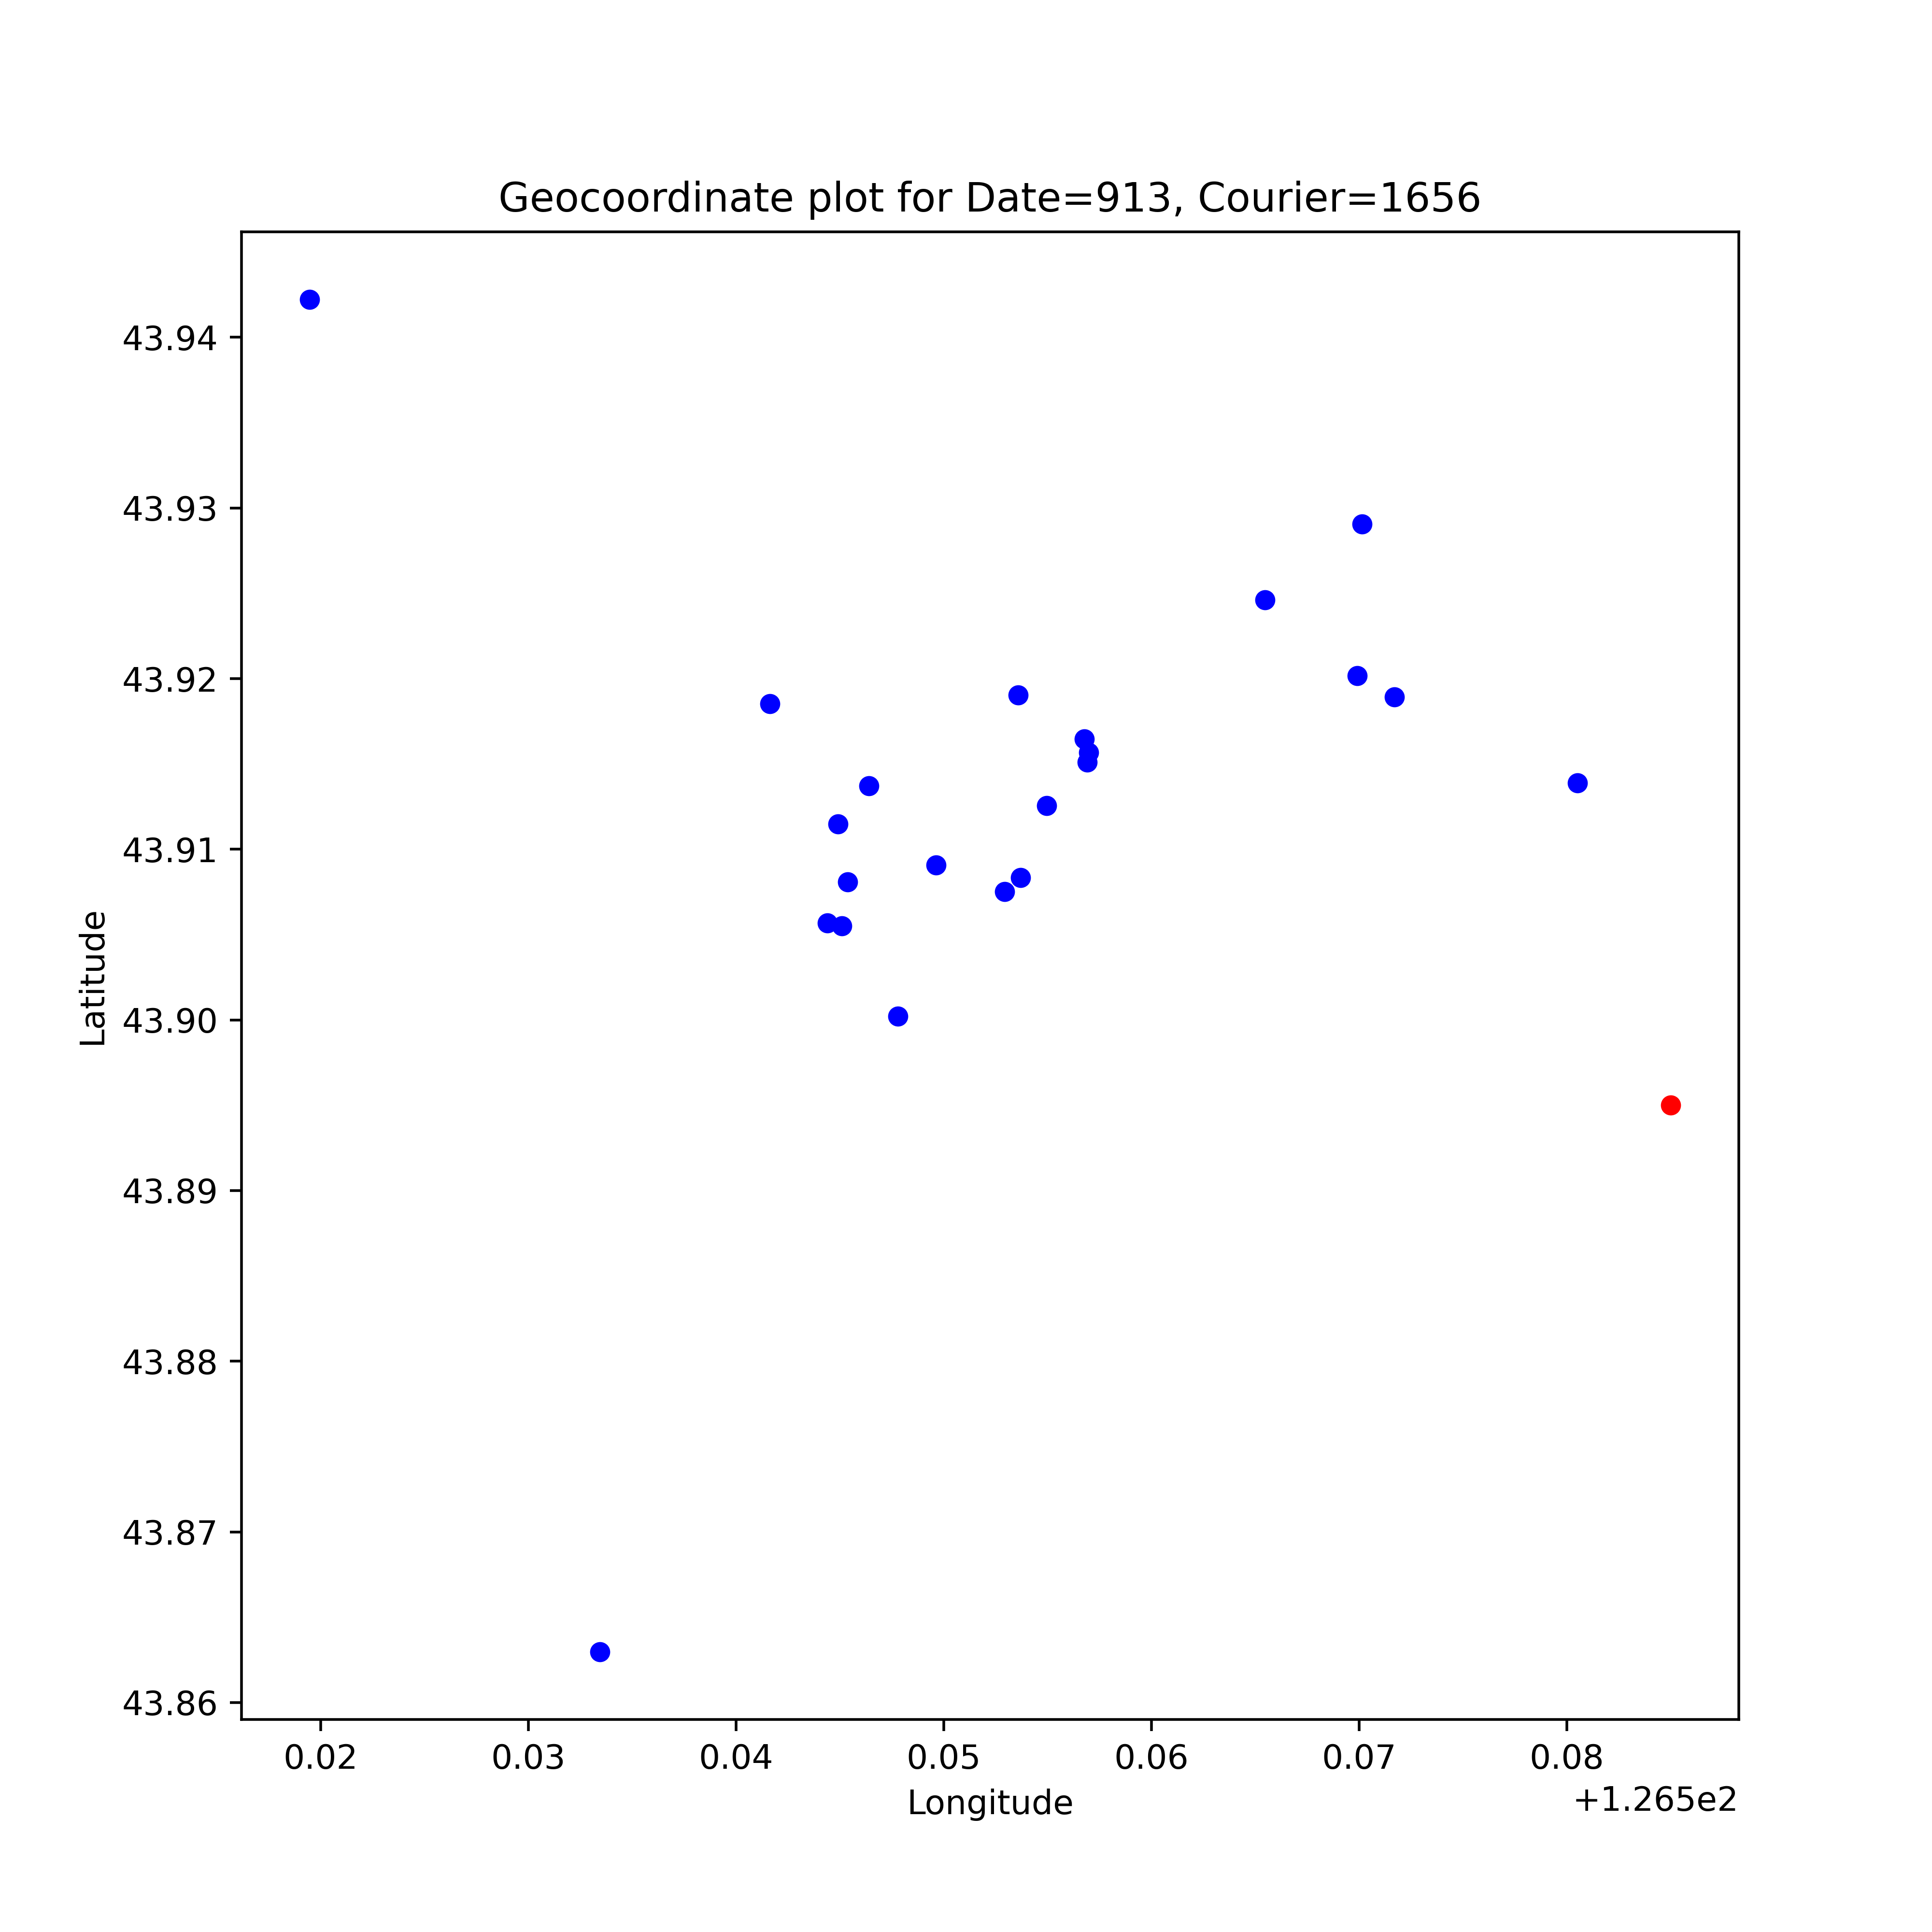 Geocoordinate plot for Date=913, Courier=1656
43.94
43.93
43.92
43.91
43.90
43.89
43.88
43.87
43.86
Latitude
0.02 0.03 0.04 0.05 0.06 0.07 0.08
Longitude
+1.265e2